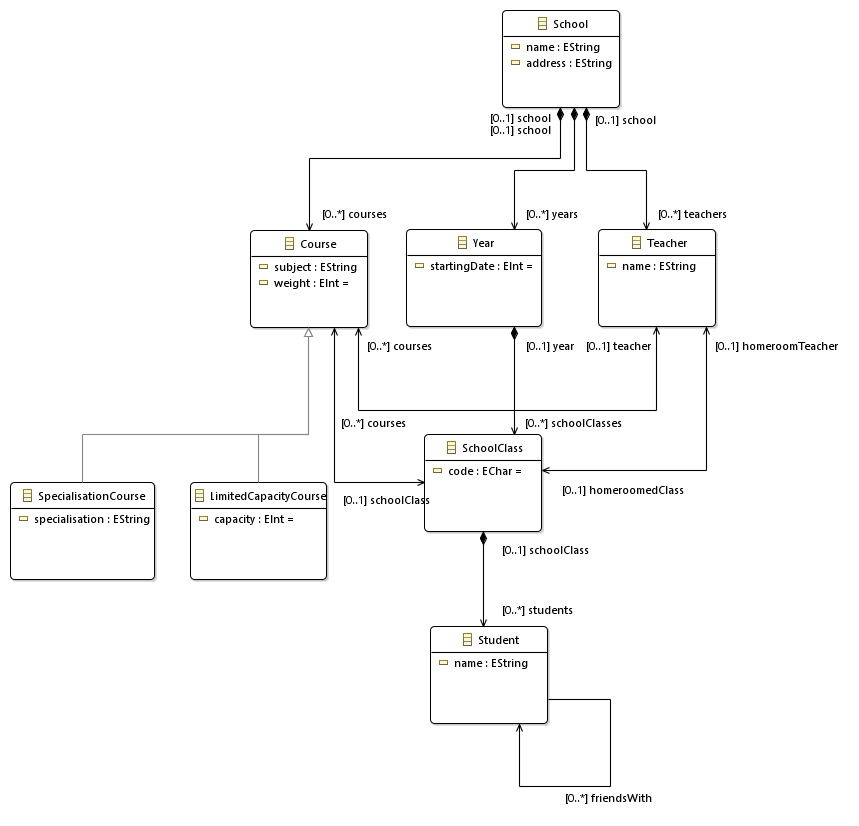 School
name : EString
address : EString
[0..1] school
[0..1] school
[0..1] school
[0..*] courses
[0..*] years
[0..*] teachers
Course
subject : EString
weight : EInt =
Year
startingDate : EInt =
Teacher
name : EString
[0..*] courses
[0..1] year
[0..1] teacher
[0..1] homeroomTeacher
[0..*] courses
[0..*] schoolClasses
SchoolClass
code : EChar =
SpecialisationCourse
specialisation : EString
LimitedCapacityCourse
capacity : EInt =
[0..1] schoolClass
[0..1] homeroomedClass
[0..1] schoolClass
[0..*] students
Student
name : EString
[0..*] friendsWith